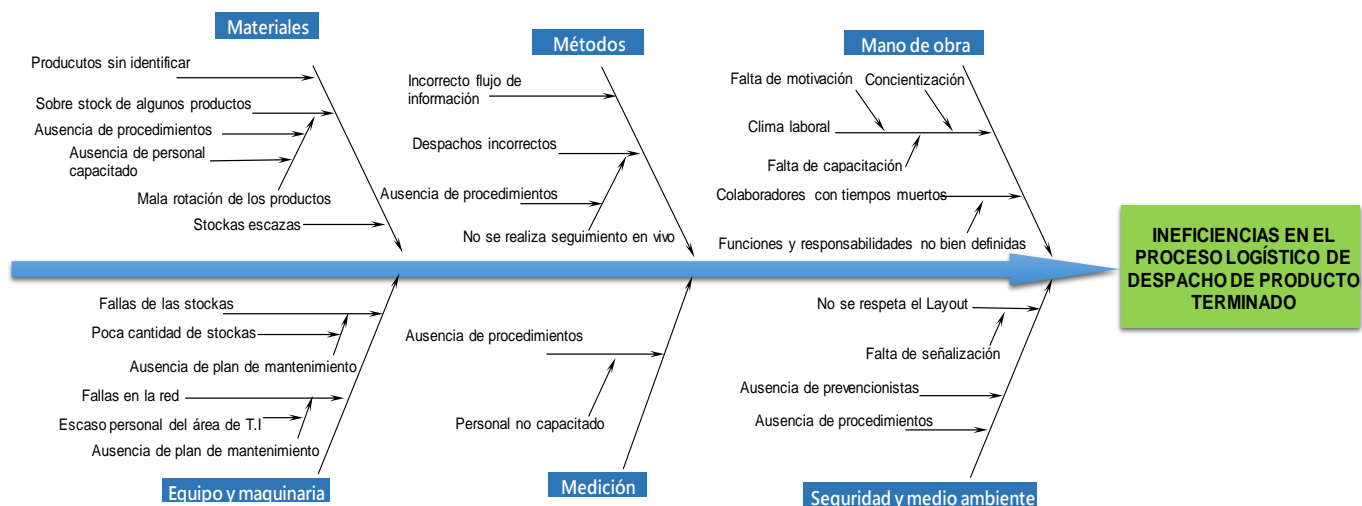 Materiales
Producutos sin identificar
Sobre stock de algunos productos
Ausencia de procedimientos
Ausencia de personal
capacitado
Mala rotación de los productos
Stockas escazas
Métodos
Incorrecto flujo de
información
Despachos incorrectos
Ausencia de procedimientos
No se realiza seguimiento en vivo
Mano de obra
Falta de motivación
Concientización
Clima laboral
Falta de capacitación
Colaboradores con tiempos muertos
Funciones y responsabilidades no bien definidas
INEFICIENCIAS EN EL
PROCESO LOGÍSTICO DE
DESPACHO DE PRODUCTO
TERMINADO
Fallas de las stockas
Poca cantidad de stockas
Ausencia de plan de mantenimiento
Fallas en la red
Escaso personal del área de T.I
Ausencia de plan de mantenimiento
Equipo y maquinaria
Ausencia de procedimientos
Personal no capacitado
Medición
No se respeta el Layout
Falta de señalización
Ausencia de prevencionistas
Ausencia de procedimientos
Seguridad y medio ambiente